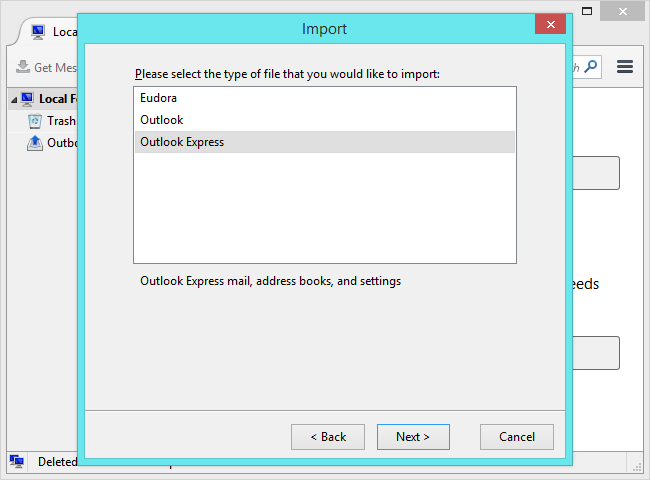 Import
Loca
Get Mes
h
Please select the type of file that you would like to import:
Eudora
Local Fo
Outlook
Trash
Outlook Express
Outbo
Outlook Express mail, address books, and settings
eeds
< Back
Next >
Cancel
Deleted